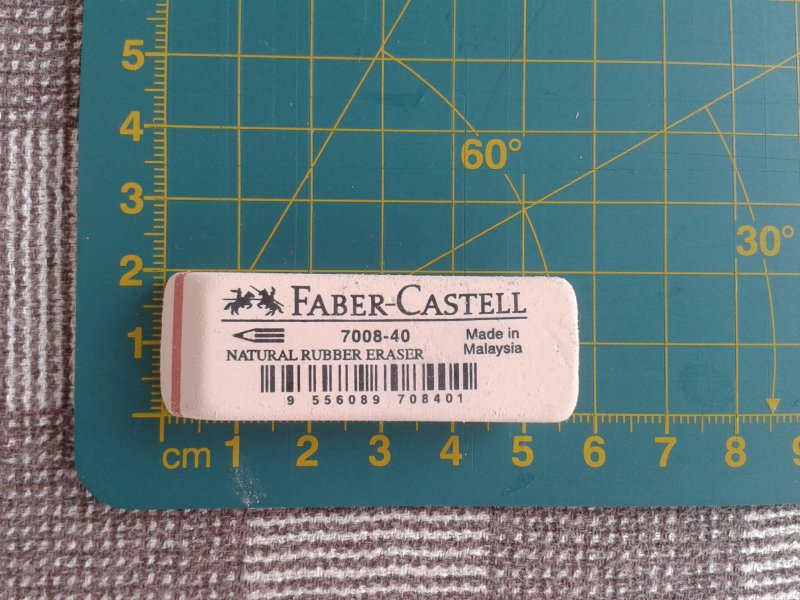 5
4
60°
3
30°
2
FABER-CASTELL
7008-40
Made in
Malaysia
1
NATURAL RUBBER ERASER
9 556089 708401
cm 1 2 3 4 5 6 7 8 9